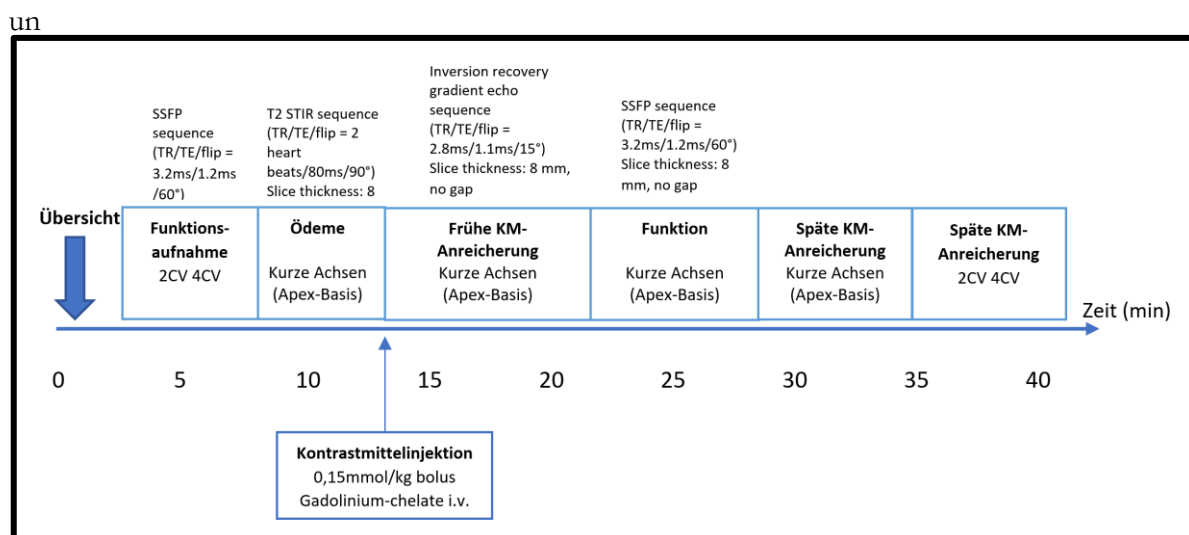 un
SSFP
sequence
(TR/TE/flip =
3.2ms/1.2ms
/60°)
T2 STIR sequence
(TR/TE/flip = 2
heart
beats/80ms/90°)
Slice thickness: 8
Inversion recovery
gradient echo
sequence
(TR/TE/flip =
2.8ms/1.1ms/15°)
Slice thickness: 8 mm,
no gap
SSFP sequence
(TR/TE/flip =
3.2ms/1.2ms/60°)
Slice thickness: 8
mm, no gap
Übersicht
Funktions-
aufnahme
2CV 4CV
Ödeme
Kurze Achsen
(Apex-Basis)
Frühe KM-
Anreicherung
Kurze Achsen
(Apex-Basis)
Funktion
Kurze Achsen
(Apex-Basis)
Späte KM-
Anreicherung
Kurze Achsen
(Apex-Basis)
Späte KM-
Anreicherung
2CV 4CV
Zeit (min)
0 5 10 15 20 25 30 35 40
Kontrastmittelinjektion
0,15mmol/kg bolus
Gadolinium-chelate i.v.